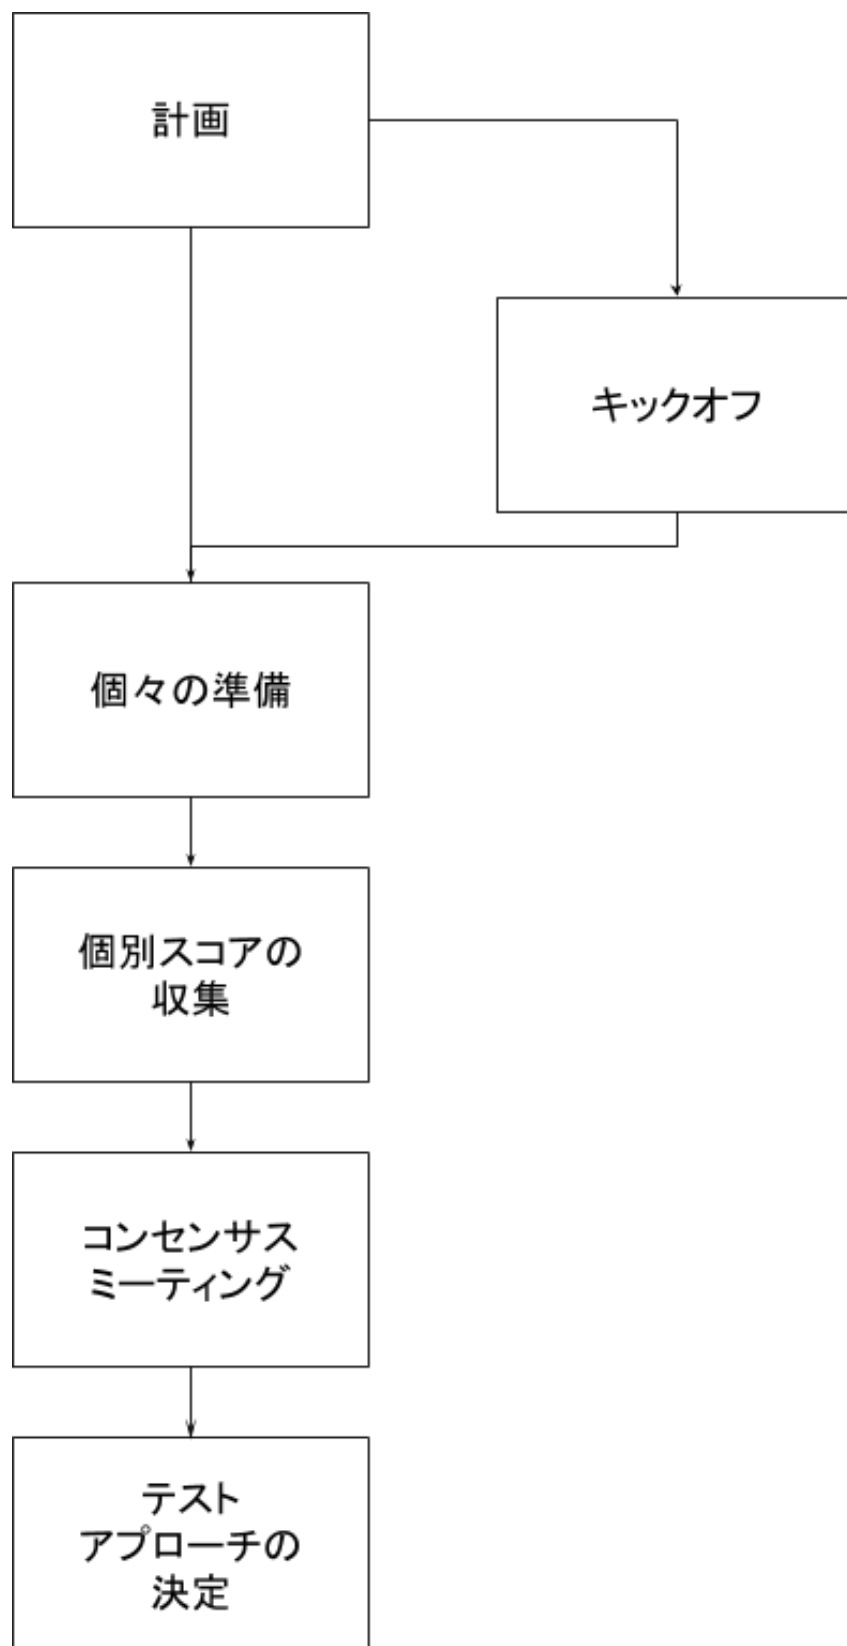 計画
キックオフ
個々の準備
個別スコアの
収集
コンセンサス
ミーティング
テスト
アプローチの
決定